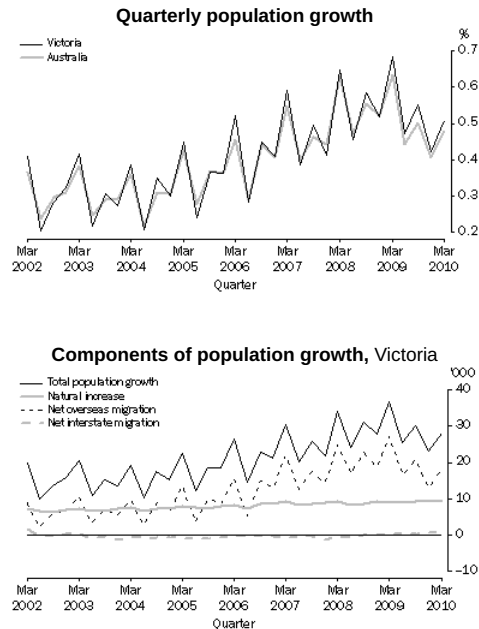 Quarterly population growth
%
Victoria
Australia
0.7
0.6
0.5
0.4
0.3
0.2
Mar Mar Mar Mar Mar Mar Mar Mar Mar
2002 2003 2004 2005 2006 2007 2008 2009 2010
Quarter
Components of population growth, Victoria
'000
Total population growth
Natural increase
Net overseas migration
Net interstate migration
40
30
20
10
0
−10
Mar Mar Mar Mar Mar Mar Mar Mar Mar
2002 2003 2004 2005 2006 2007 2008 2009 2010
Quarter